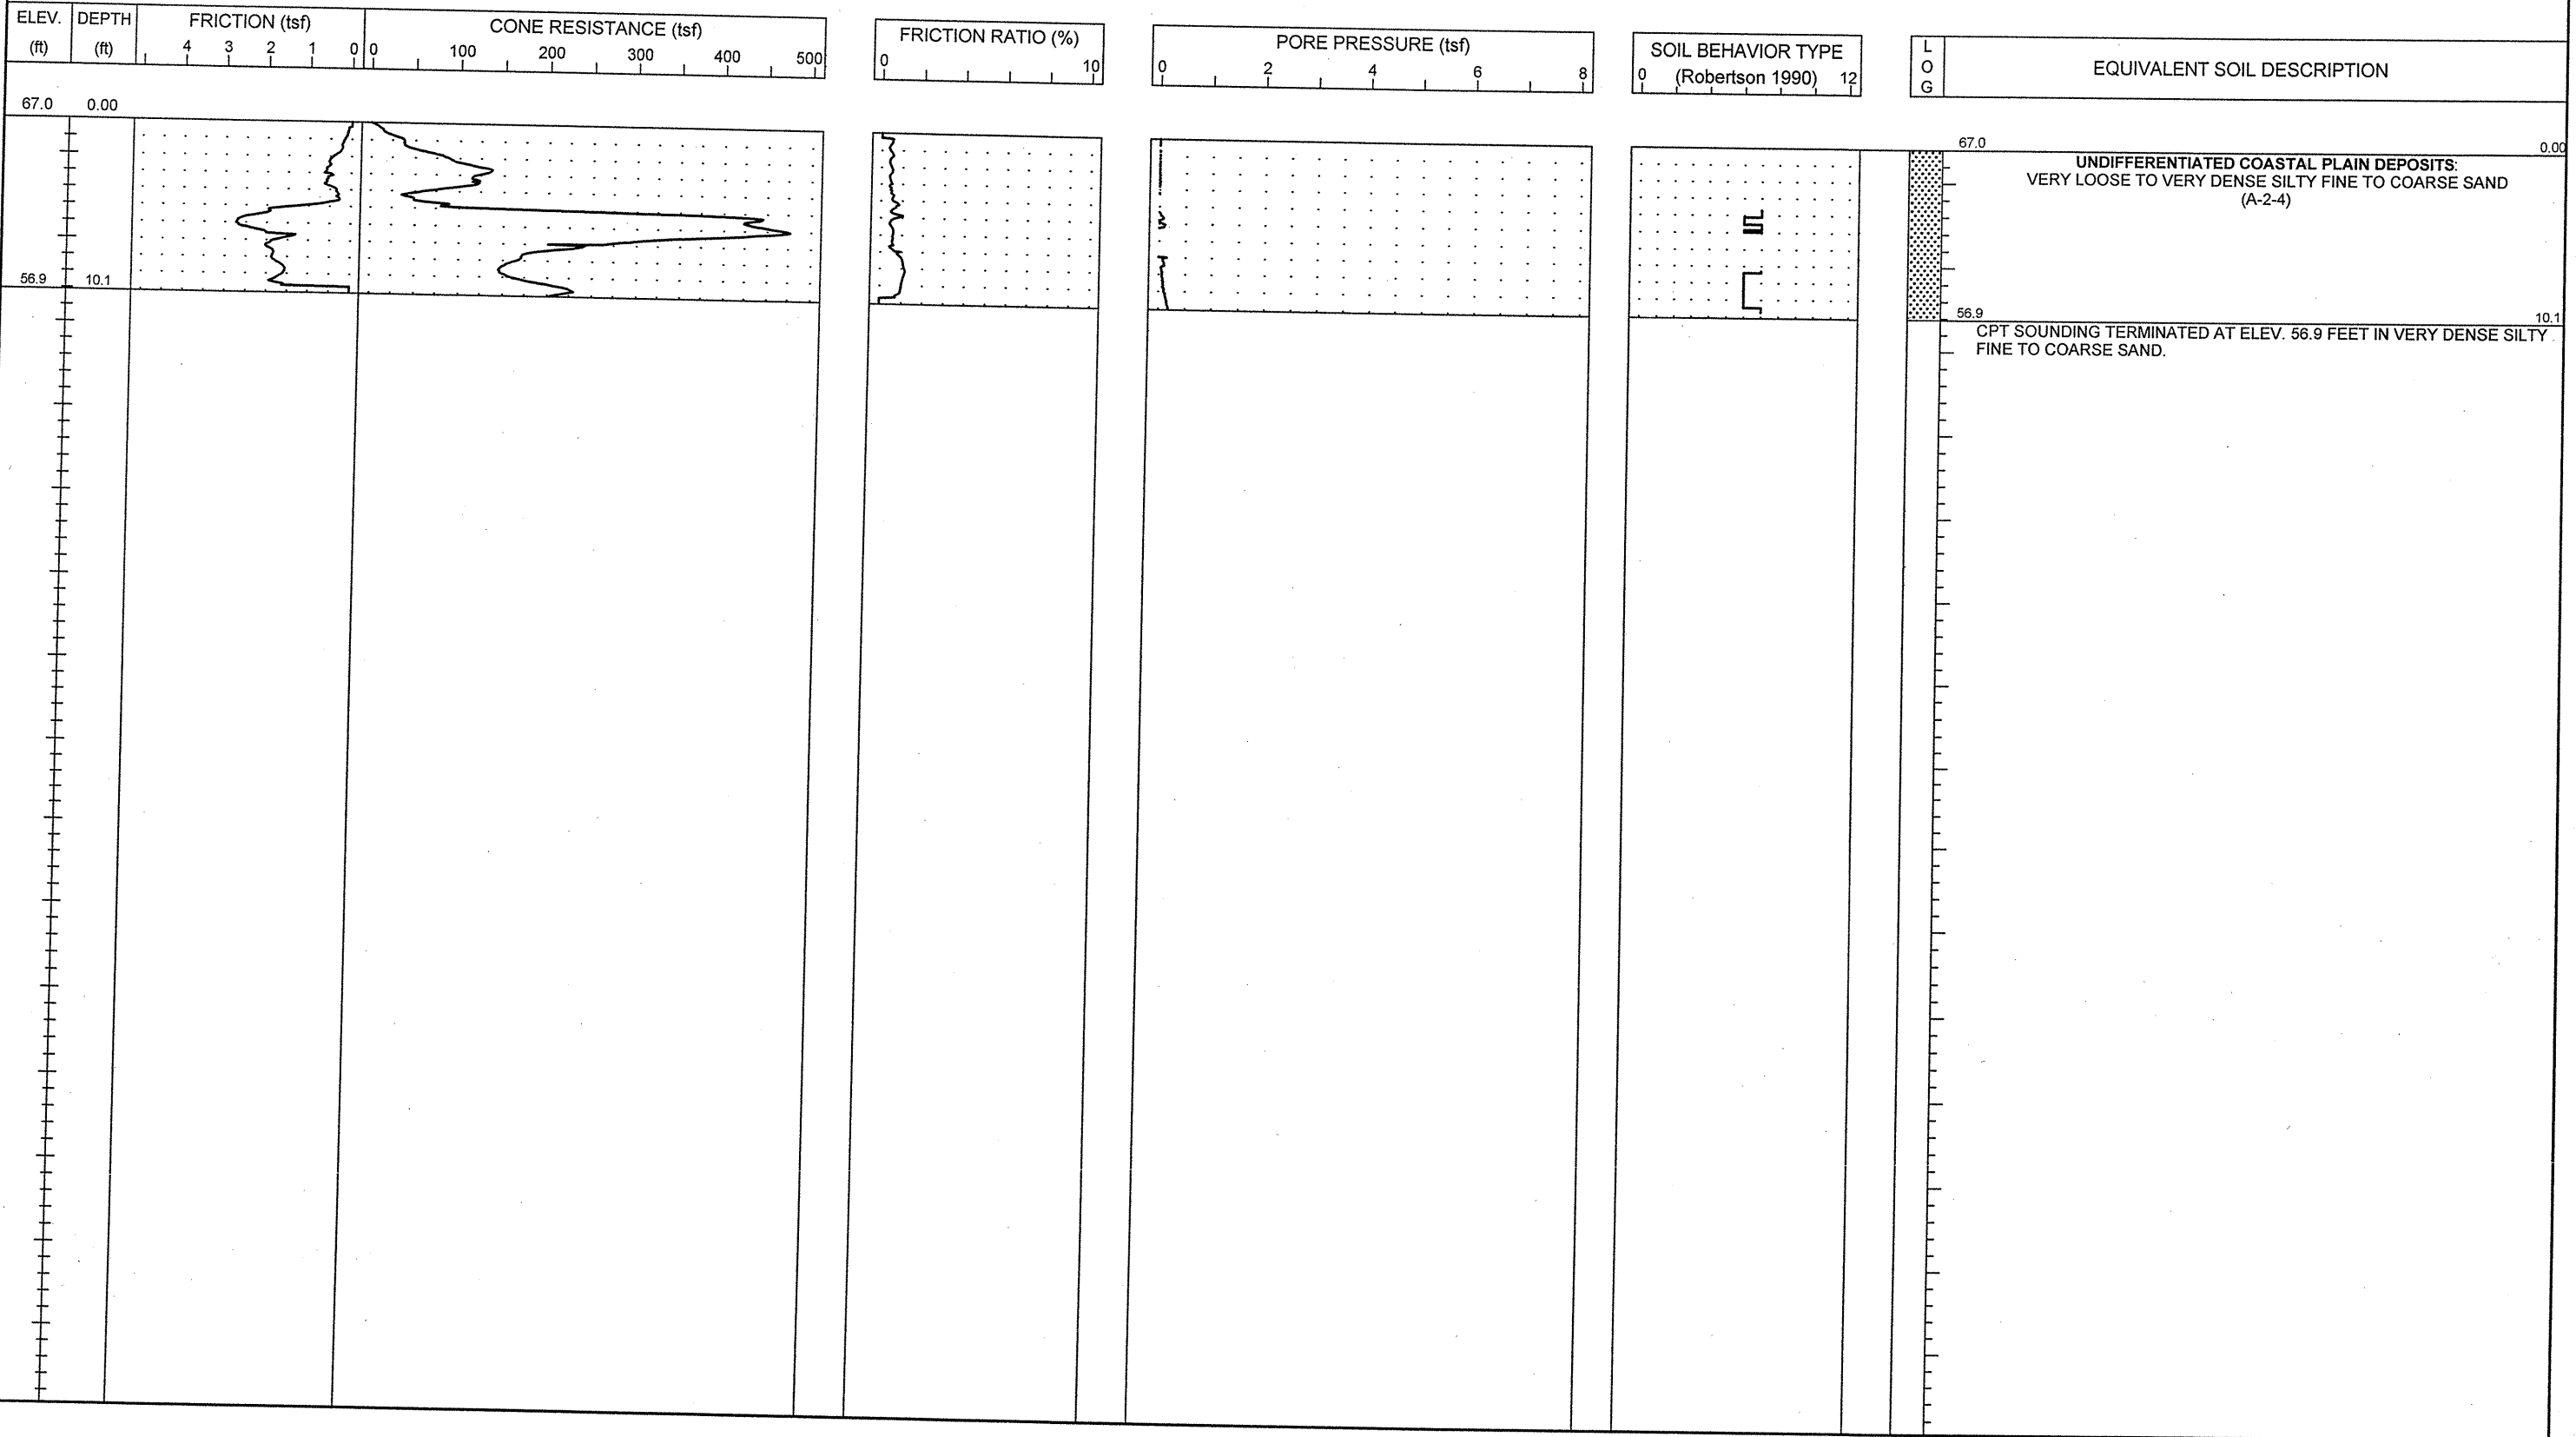 ELEV. (ft)
DEPTH (ft)
FRICTION (tsf)
4 3 2 1 0
CONE RESISTANCE (tsf)
0 100 200 300 400 500
FRICTION RATIO (%)
0 10
PORE PRESSURE (tsf)
0 2 4 6 8
SOIL BEHAVIOR TYPE
(Robertson 1990)
0 12
LOG
EQUIVALENT SOIL DESCRIPTION
67.0 0.00
67.0 0.00
UNDIFFERENTIATED COASTAL PLAIN DEPOSITS:
VERY LOOSE TO VERY DENSE SILTY FINE TO COARSE SAND
(A-2-4)
56.9 10.1
56.9 10.1
CPT SOUNDING TERMINATED AT ELEV. 56.9 FEET IN VERY DENSE SILTY
FINE TO COARSE SAND.